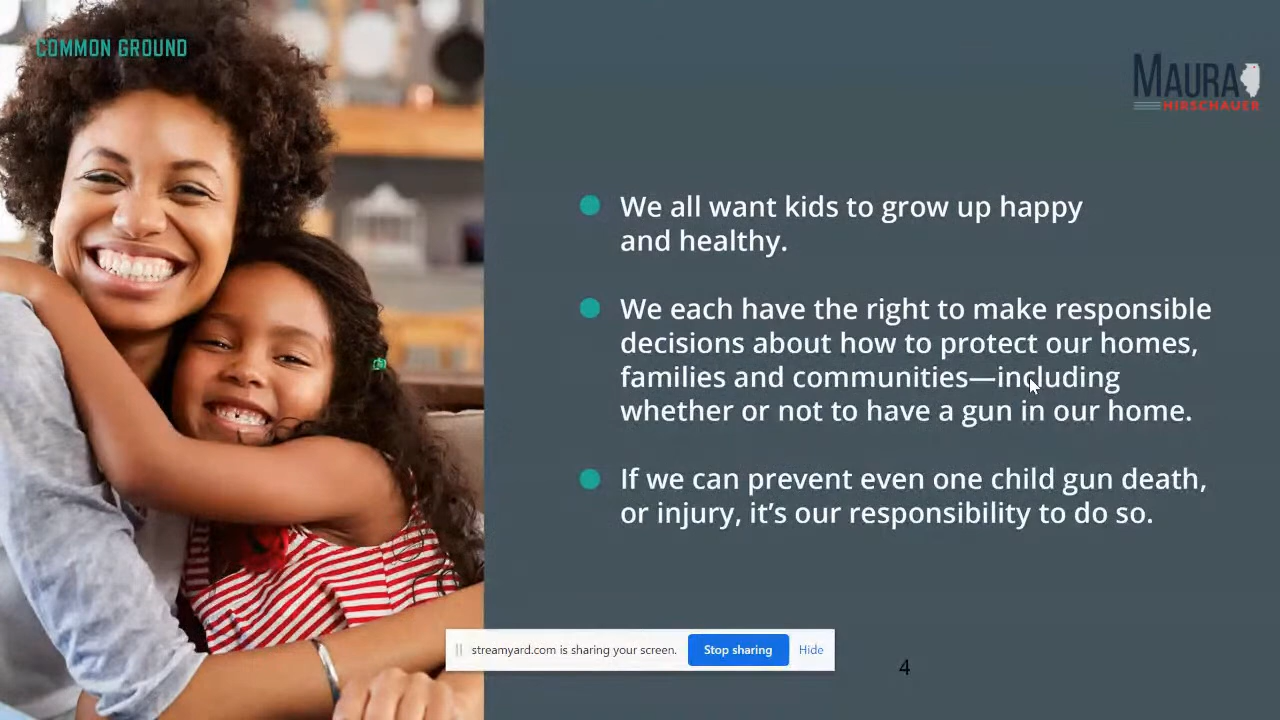 COMMON GROUND
MAURA
HIRSCHAUER
We all want kids to grow up happy
and healthy.
We each have the right to make responsible
decisions about how to protect our homes,
families and communities—including
whether or not to have a gun in our home.
If we can prevent even one child gun death,
or injury, it’s our responsibility to do so.
streamyard.com is sharing your screen. Stop sharing Hide
4